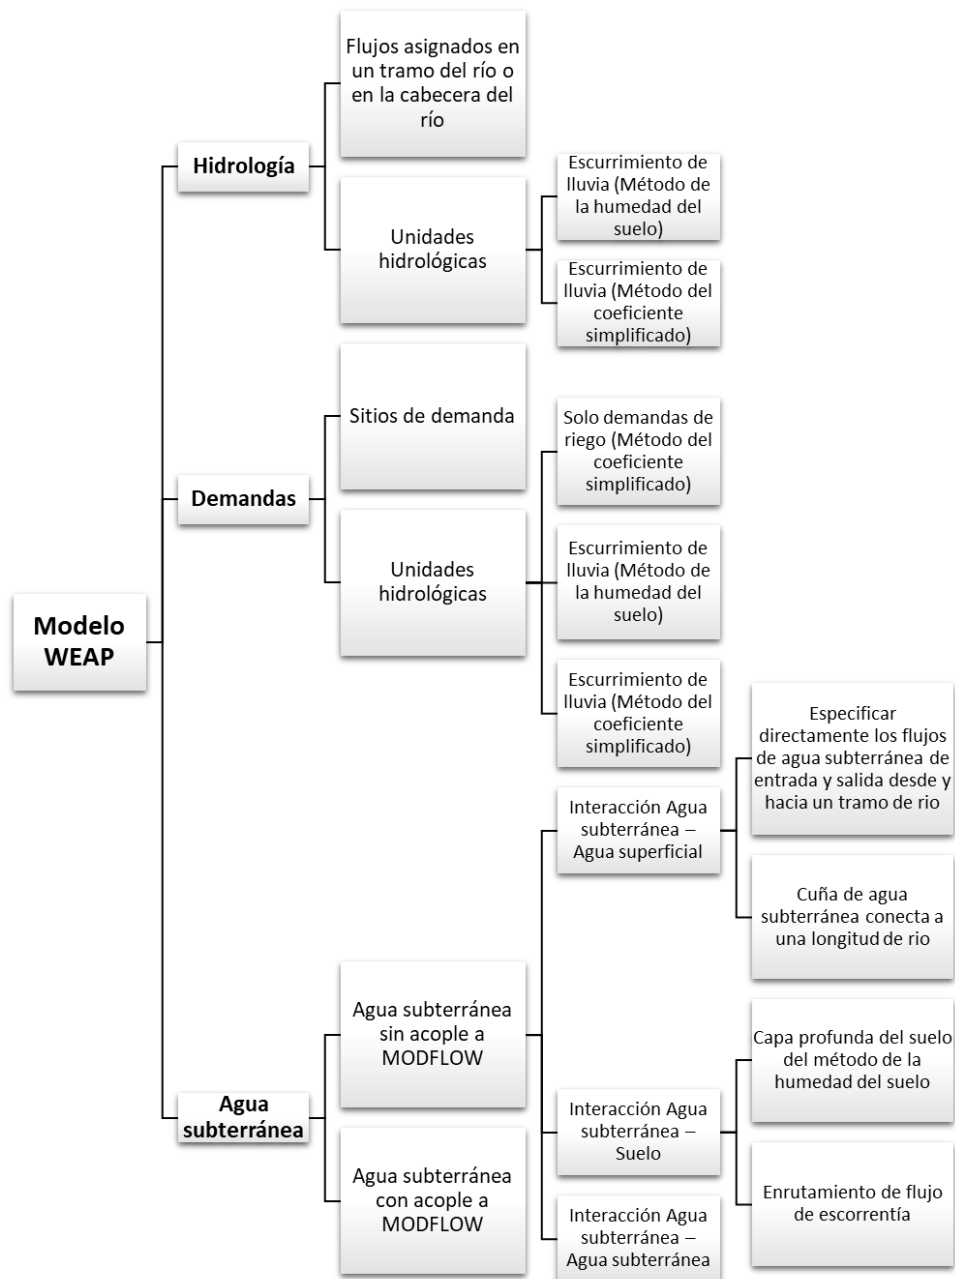 Flujos asignados en
un tramo del río o
en la cabecera del
río
Hidrología
Escurrimiento de
lluvia (Método de
la humedad del
suelo)
Unidades
hidrológicas
Escurrimiento de
lluvia (Método del
coeficiente
simplificado)
Sitios de demanda
Solo demandas de
riego (Método del
coeficiente
simplificado)
Demandas
Unidades
hidrológicas
Escurrimiento de
lluvia (Método de
la humedad del
suelo)
Escurrimiento de
lluvia (Método del
coeficiente
simplificado)
Modelo
WEAP
Especificar
directamente los flujos
de agua subterránea de
entrada y salida desde y
hacia un tramo de rio
Interacción Agua
subterránea –
Agua superficial
Cuña de agua
subterránea conecta a
una longitud de rio
Agua subterránea
sin acople a
MODFLOW
Capa profunda del suelo
del método de la
humedad del suelo
Agua
subterránea
Interacción Agua
subterránea –
Suelo
Agua subterránea
con acople a
MODFLOW
Enrutamiento de flujo
de escorrentía
Interacción Agua
subterránea –
Agua subterránea